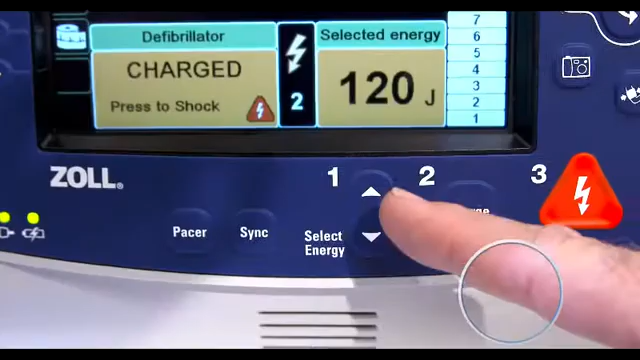 Defibrillator
CHARGED
Press to Shock
2
Selected energy
120 J
7
6
5
4
3
2
1
ZOLL®
1
2
3
Pacer
Sync
Select
Energy